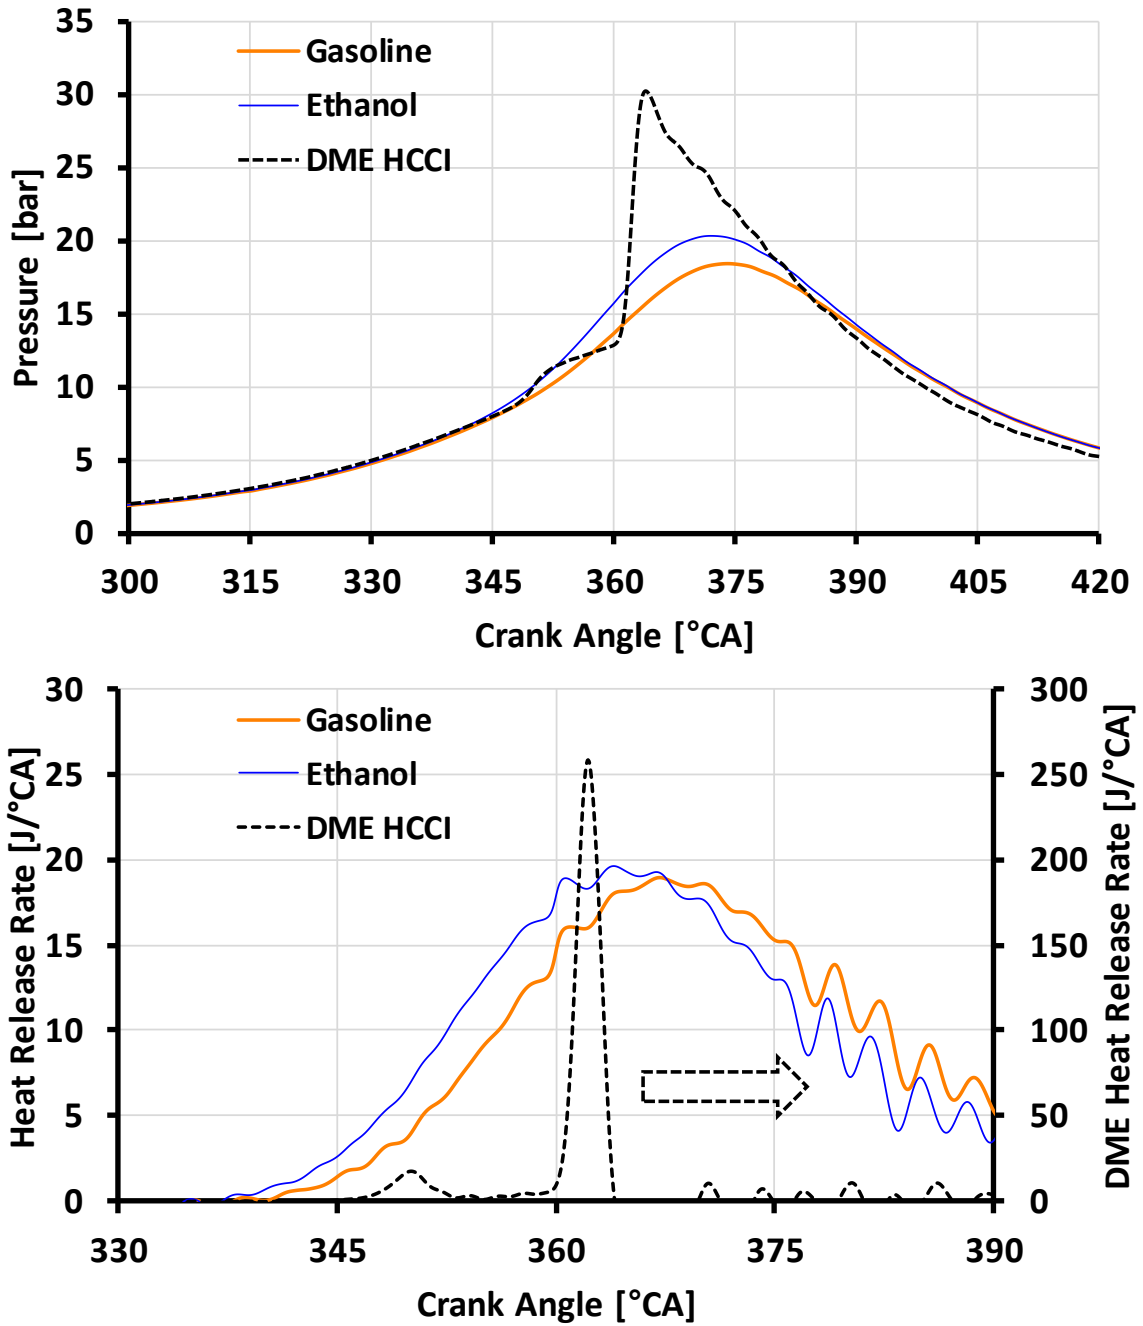 35
30
25
20
15
10
5
0
Pressure [bar]
Gasoline
Ethanol
DME HCCI
300 315 330 345 360 375 390 405 420
Crank Angle [°CA]
30
25
20
15
10
5
0
Heat Release Rate [J/°CA]
Gasoline
Ethanol
DME HCCI
300
250
200
150
100
50
0
DME Heat Release Rate [J/°CA]
330 345 360 375 390
Crank Angle [°CA]